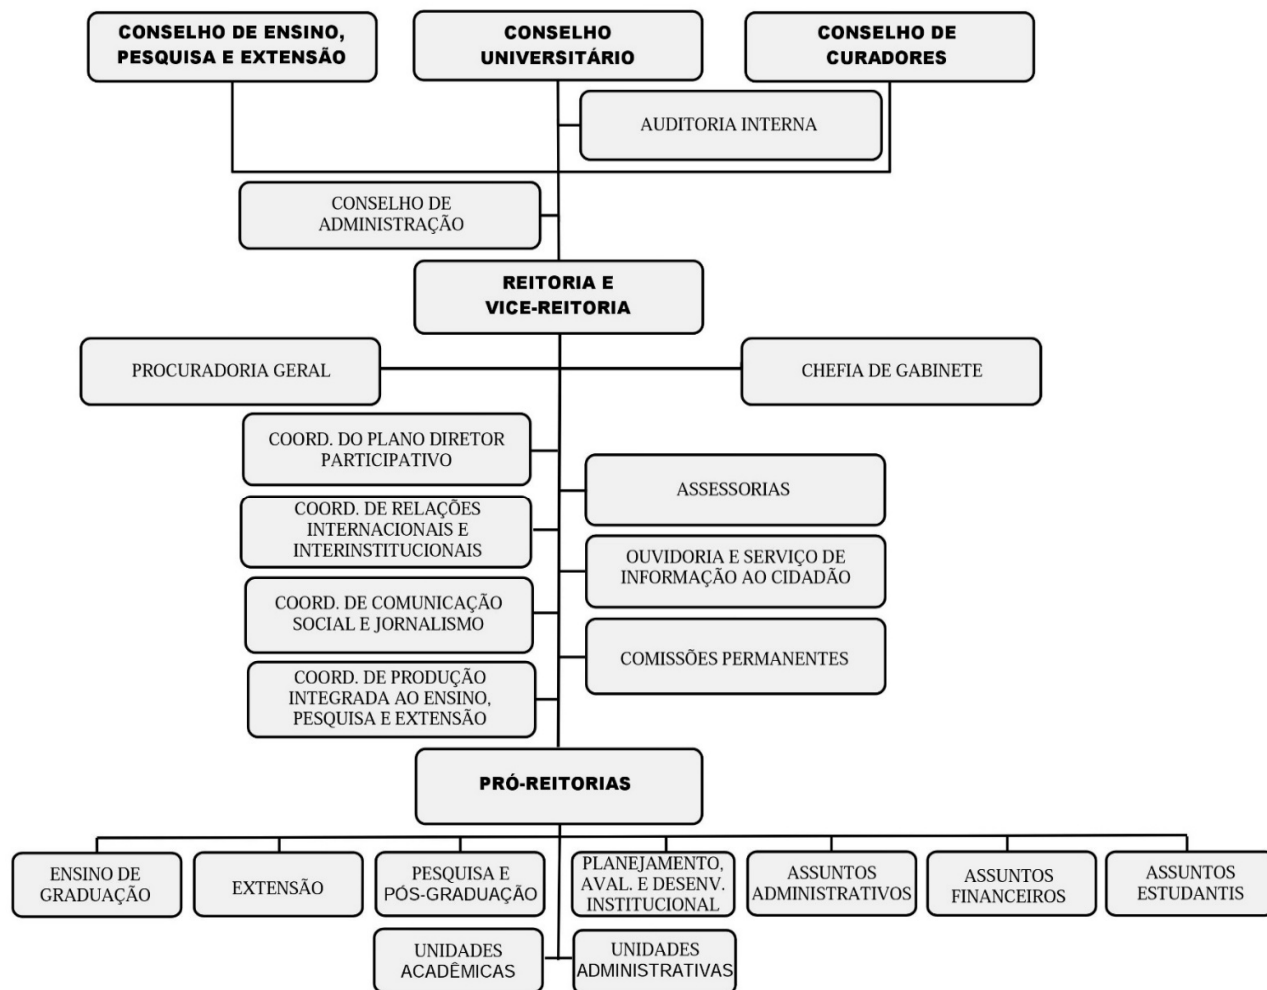 CONSELHO DE ENSINO,
PESQUISA E EXTENSÃO
CONSELHO
UNIVERSITÁRIO
CONSELHO DE
CURADORES
AUDITORIA INTERNA
CONSELHO DE
ADMINISTRAÇÃO
REITORIA E
VICE-REITORIA
PROCURADORIA GERAL
CHEFIA DE GABINETE
COORD. DO PLANO DIRETOR
PARTICIPATIVO
ASSESSORIAS
COORD. DE RELAÇÕES
INTERNACIONAIS E
INTERINSTITUCIONAIS
OUVIDORIA E SERVIÇO DE
INFORMAÇÃO AO CIDADÃO
COORD. DE COMUNICAÇÃO
SOCIAL E JORNALISMO
COMISSÕES PERMANENTES
COORD. DE PRODUÇÃO
INTEGRADA AO ENSINO,
PESQUISA E EXTENSÃO
PRÓ-REITORIAS
ENSINO DE
GRADUAÇÃO
EXTENSÃO
PESQUISA E
PÓS-GRADUAÇÃO
PLANEJAMENTO,
AVAL. E DESENV.
INSTITUCIONAL
ASSUNTOS
ADMINISTRATIVOS
ASSUNTOS
FINANCEIROS
ASSUNTOS
ESTUDANTIS
UNIDADES
ACADÊMICAS
UNIDADES
ADMINISTRATIVAS